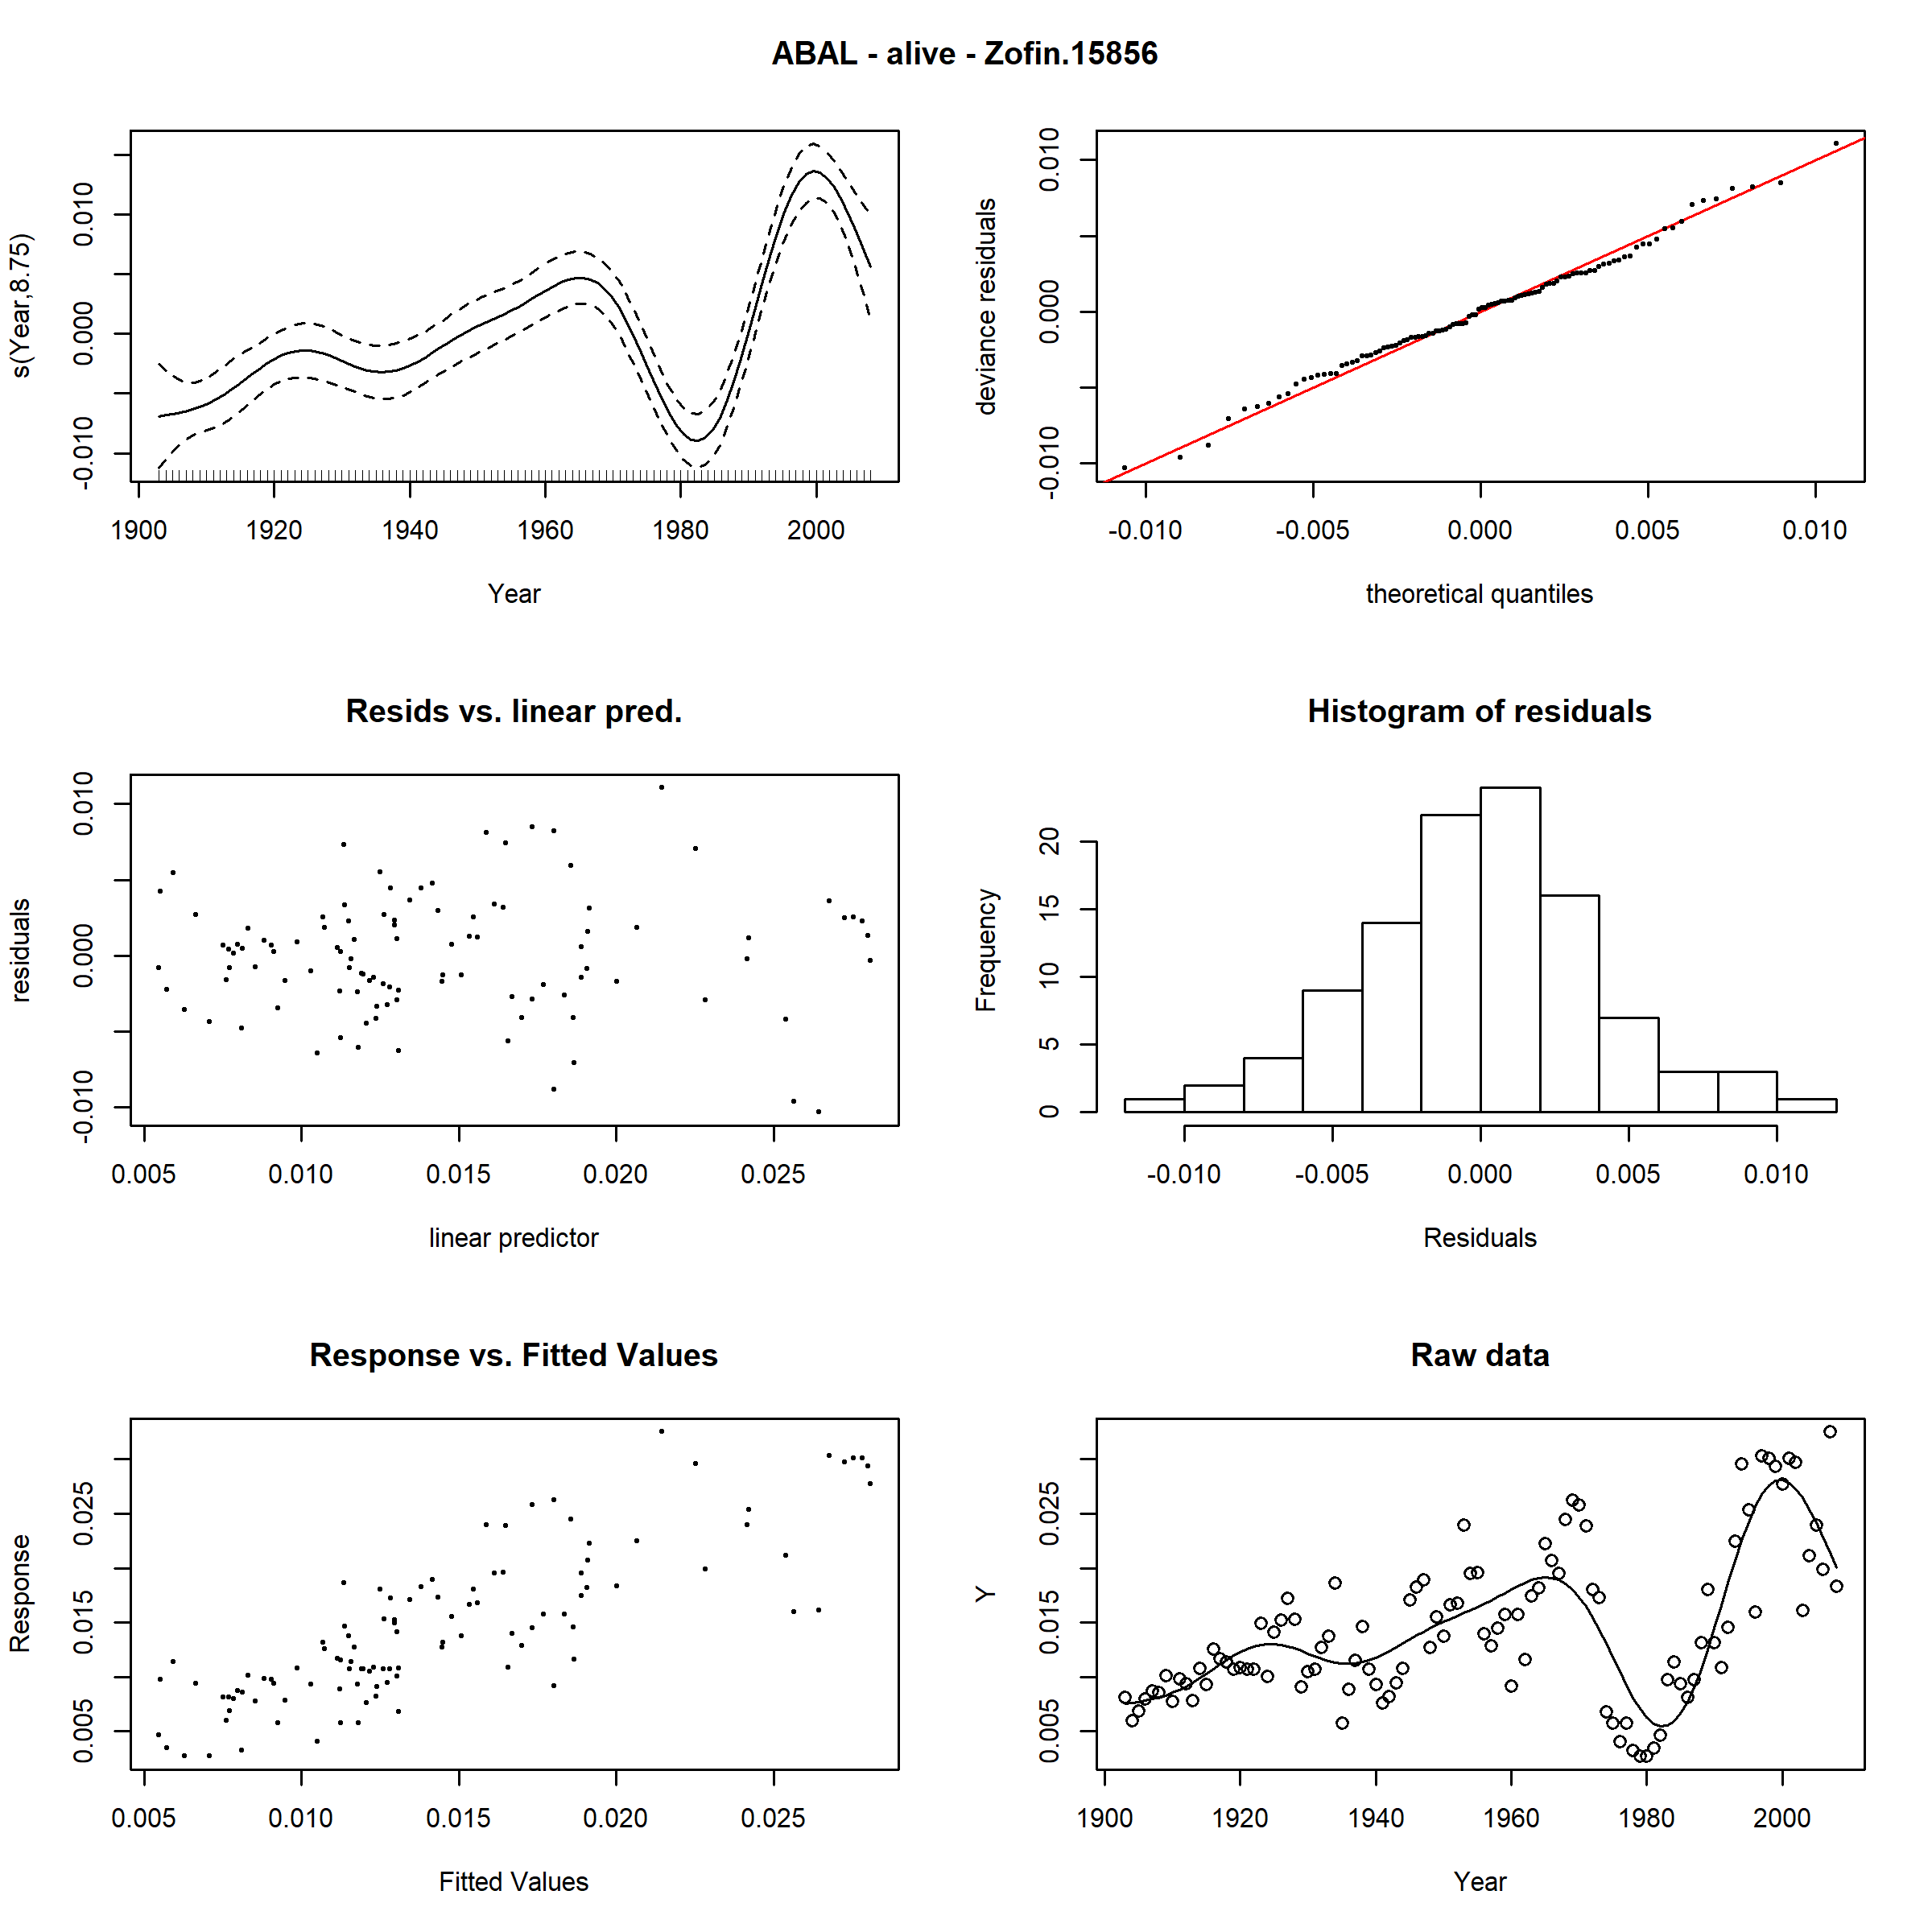 ABAL - alive - Zofin.15856
s(Year,8.75)
-0.010 0.000 0.010
1900 1920 1940 1960 1980 2000
Year
deviance residuals
-0.010 0.000 0.010
-0.010 -0.005 0.000 0.005 0.010
theoretical quantiles
Resids vs. linear pred.
residuals
-0.010 0.000 0.010
0.005 0.010 0.015 0.020 0.025
linear predictor
Histogram of residuals
Frequency
0 5 10 15 20
-0.010 -0.005 0.000 0.005 0.010
Residuals
Response vs. Fitted Values
Response
0.005 0.015 0.025
0.005 0.010 0.015 0.020 0.025
Fitted Values
Raw data
Y
0.005 0.015 0.025
1900 1920 1940 1960 1980 2000
Year